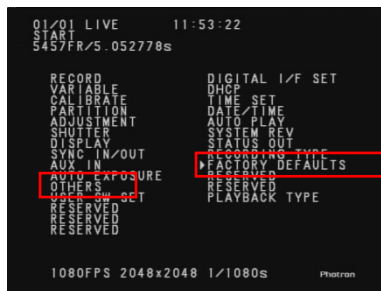 01/01 LIVE 11:53:22
START
5457FR/5.052778s
RECORD
VARIABLE
CALIBRATE
PARTITION
ADJUSTMENT
SHUTTER
DISPLAY
SYNC IN/OUT
AUX IN
AUTO EXPOSURE
OTHERS
USER SW SET
RESERVED
RESERVED
RESERVED
DIGITAL I/F SET
DHCP
TIME SET
DATE/TIME
AUTO PLAY
SYSTEM REV
STATUS OUT
RECORDING TYPE
▶FACTORY DEFAULTS
RESERVED
RESERVED
PLAYBACK TYPE
1080FPS 2048x2048 1/1080s Photron